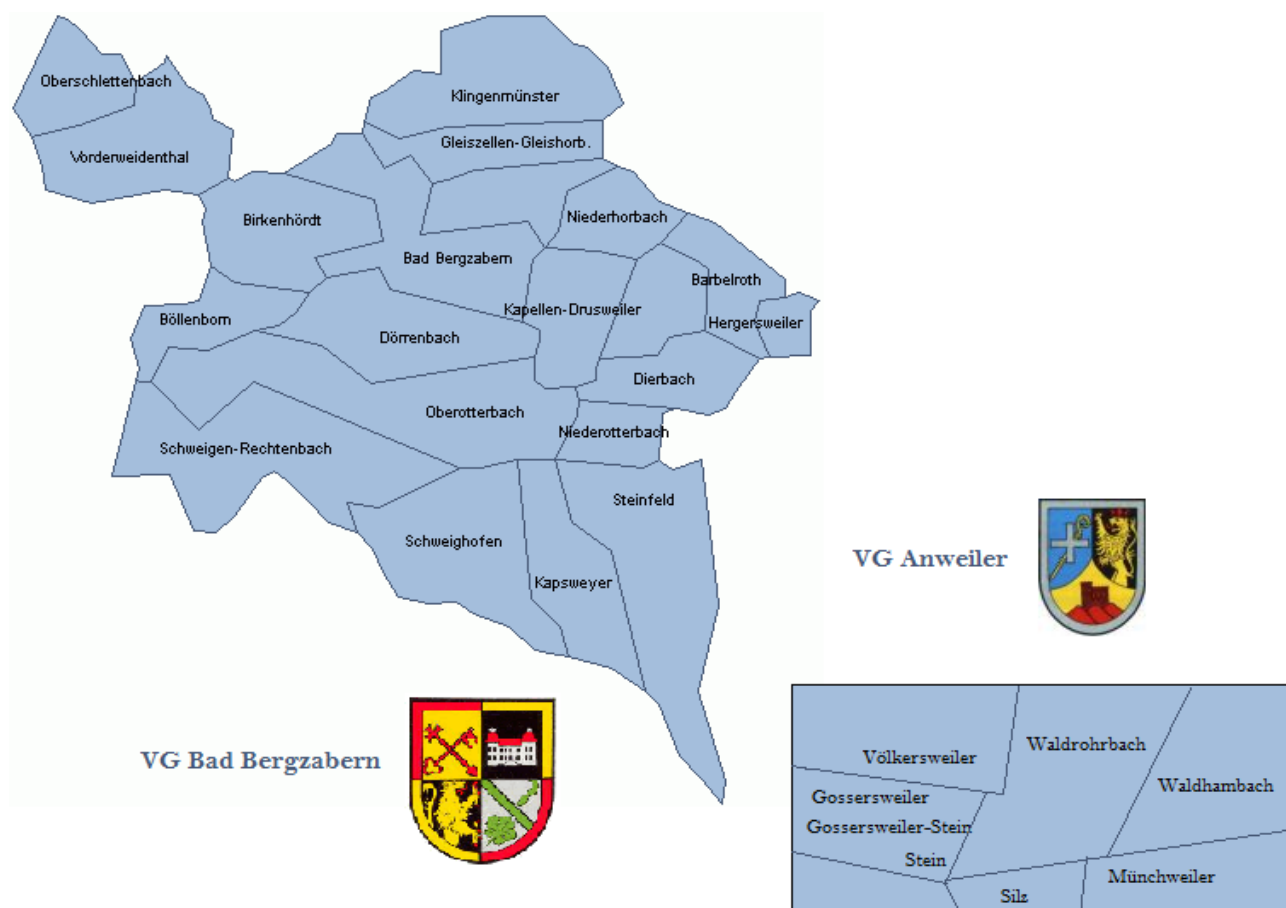 Oberschlettenbach
Klingenmünster
Gleiszellen-Gleishorb.
Vorderweidenthal
Birkenhördt
Niederhorbach
Bad Bergzabern
Barbelroth
Kapellen-Drusweiler
Böllenborn
Hergersweiler
Dörrenbach
Dierbach
Oberotterbach
Niederotterbach
Schweigen-Rechtenbach
Steinfeld
Schweighofen
Kapsweyer
VG Anweiler
VG Bad Bergzabern
Völkersweiler
Waldrohrbach
Waldhambach
Gossersweiler
Gossersweiler-Stein
Stein
Münchweiler
Silz